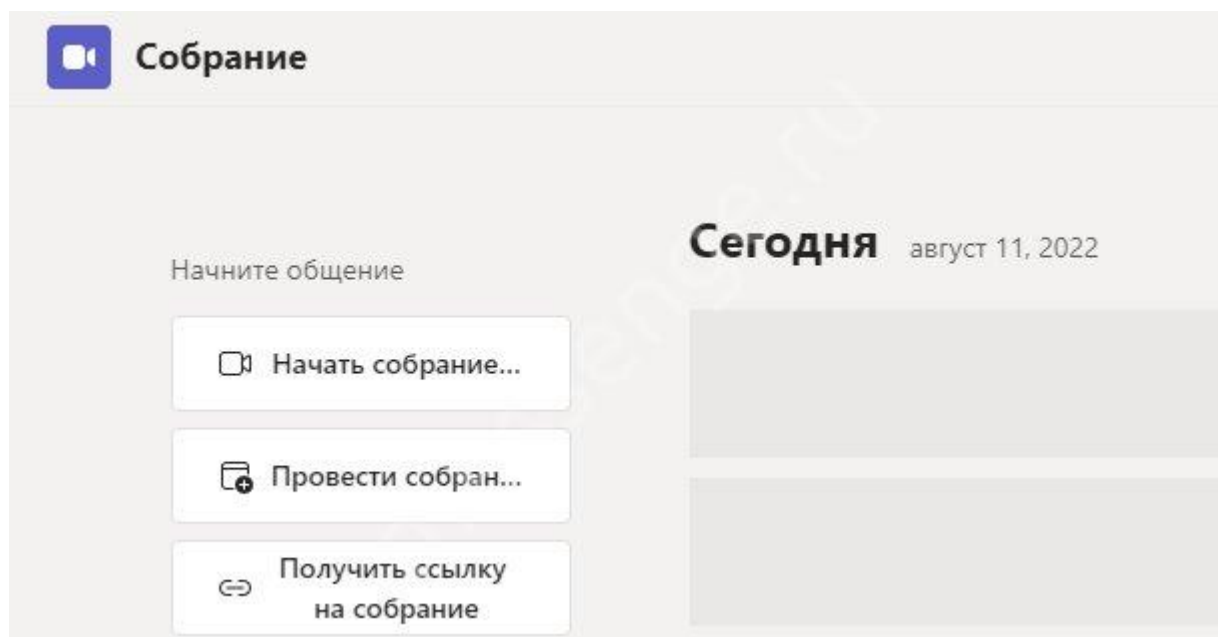 Собрание
Сегодня август 11, 2022
Начните общение
Начать собрание...
Провести собран...
Получить ссылку
на собрание